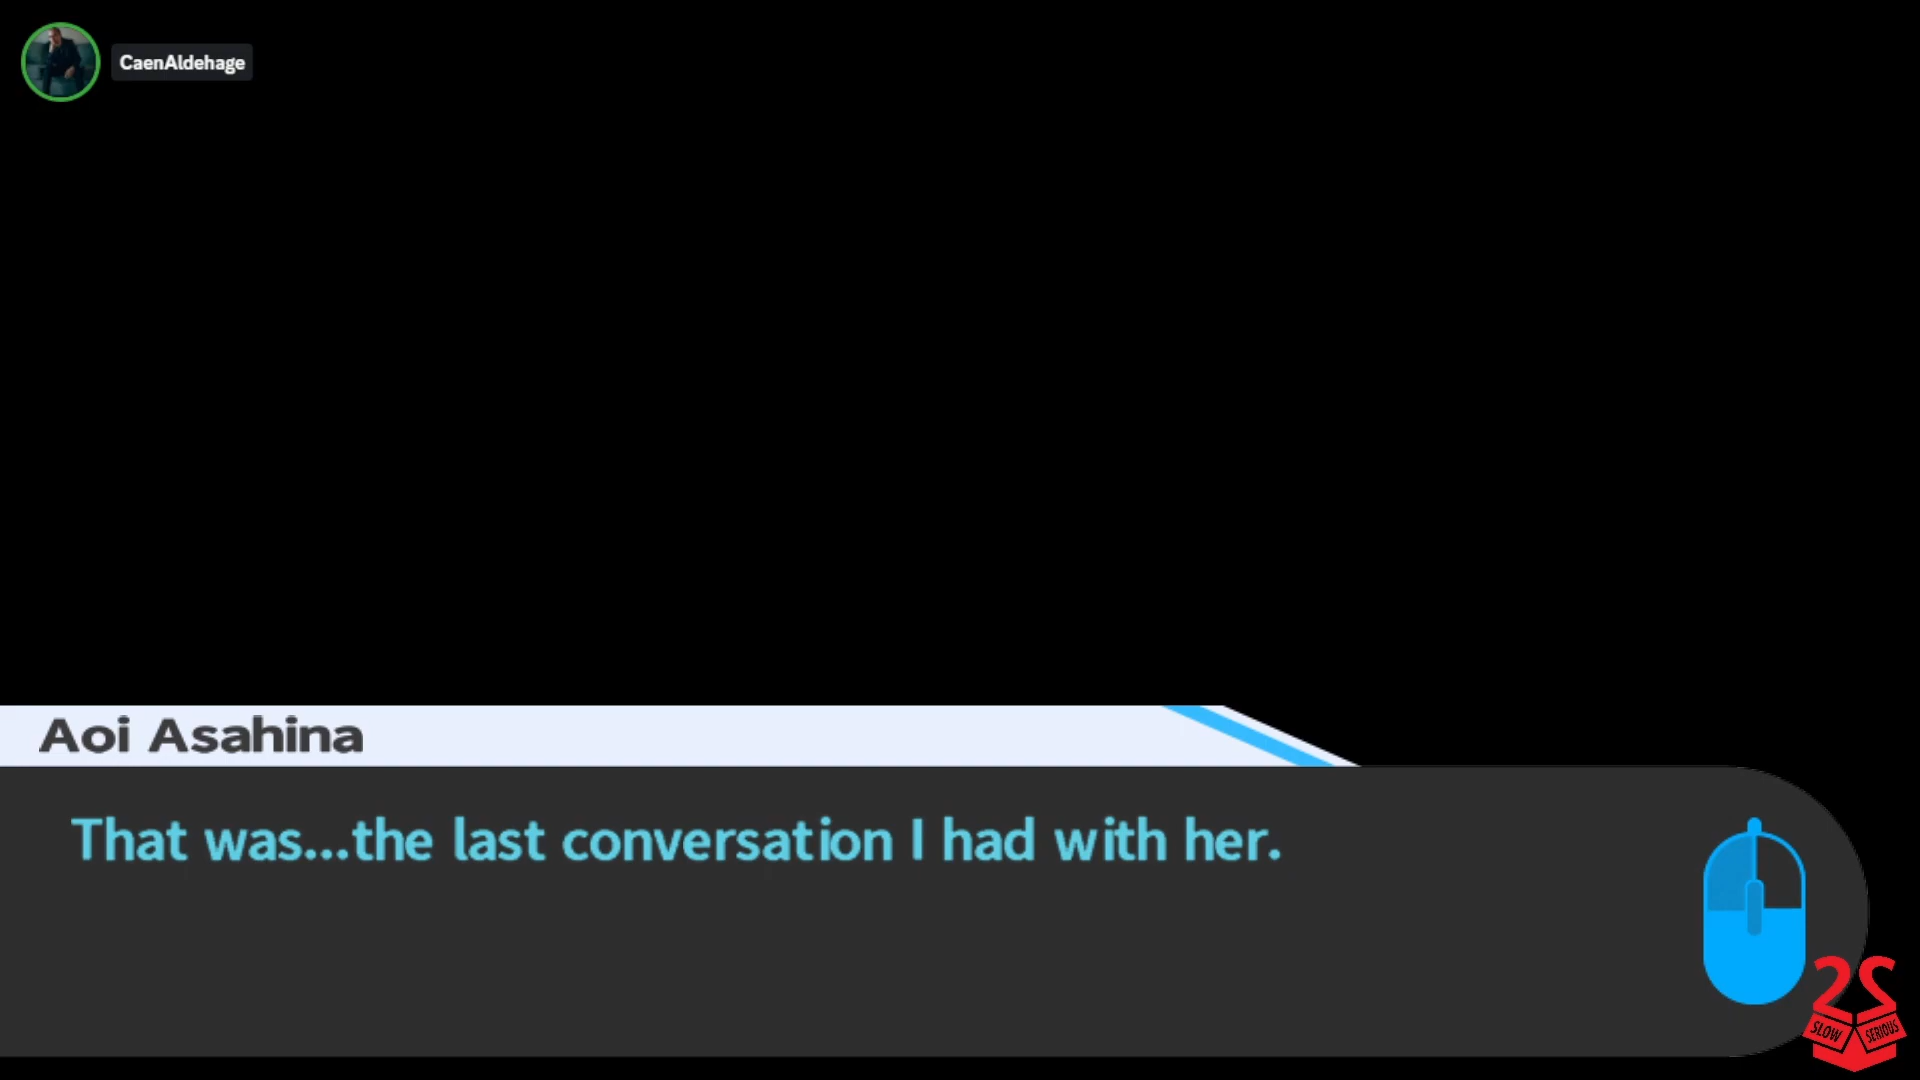 CaenAldehage
Aoi Asahina
That was...the last conversation I had with her.
2S
SLOW SERIOUS